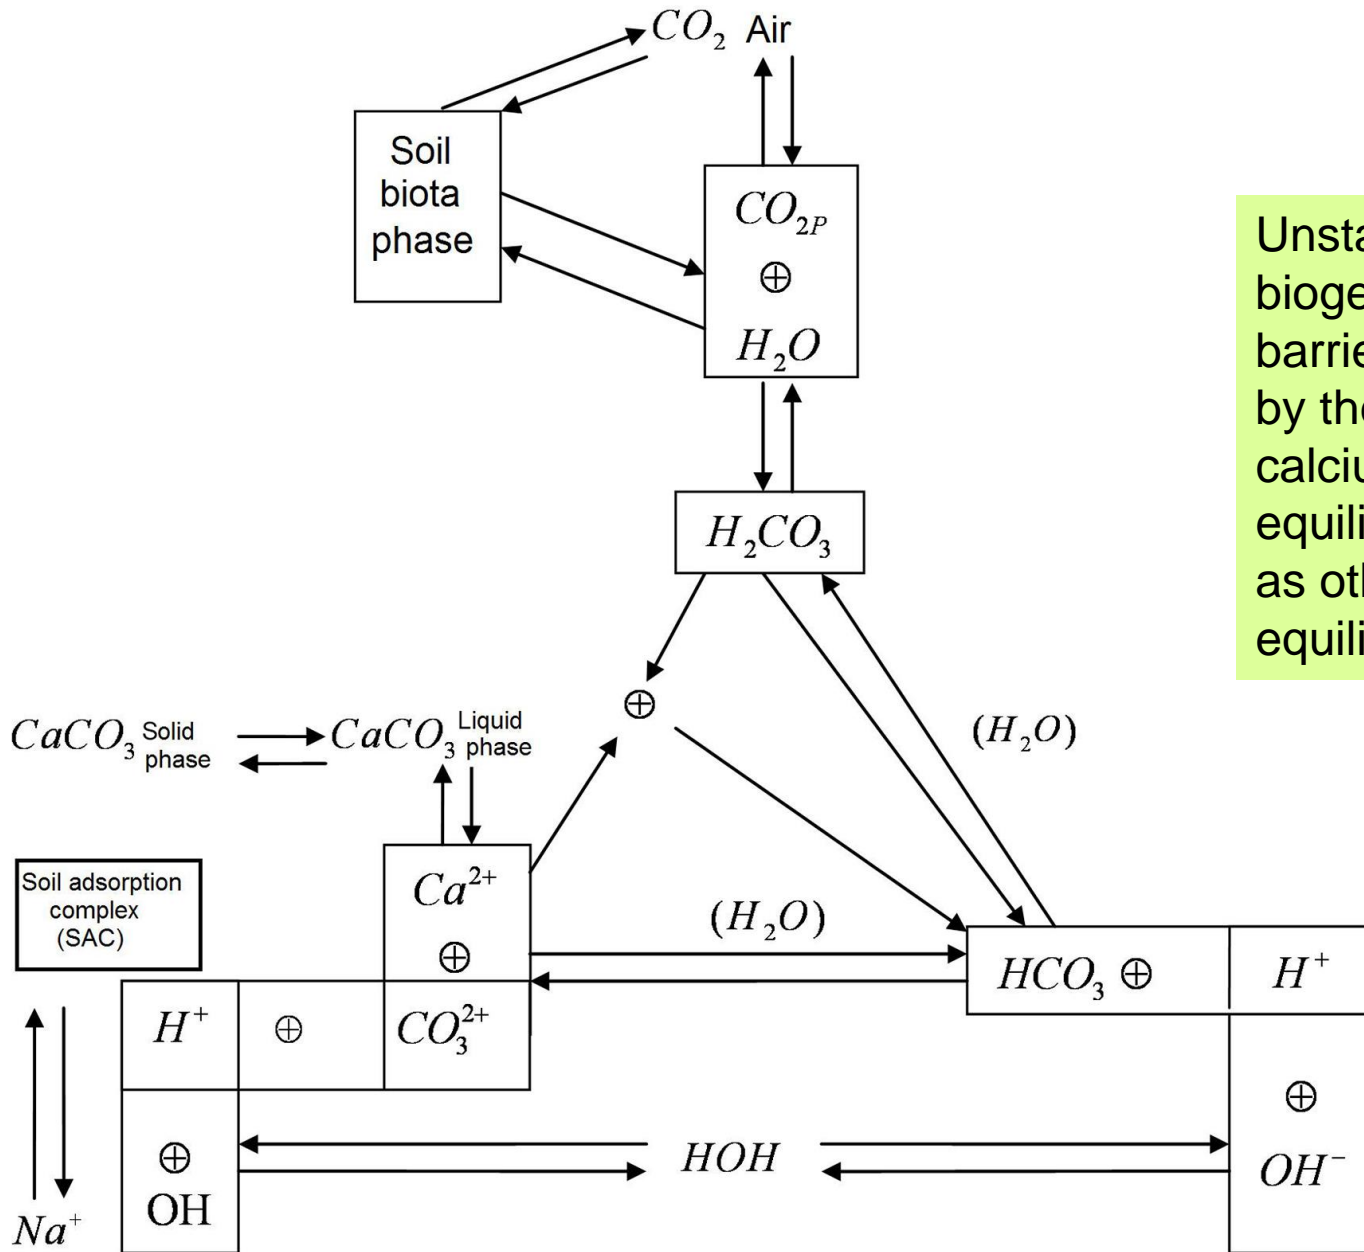 CO₂ Air
Soil
biota
phase
CO₂P
⊕
H₂O
Unsta
bioge
barrie
by the
calciu
equili
as oth
equili
H₂CO₃
⊕
(H₂O)
CaCO₃ Solid phase
CaCO₃ Liquid phase
Soil adsorption
complex
(SAC)
Ca²⁺
⊕
(H₂O)
HCO₃ ⊕ H⁺
H⁺ ⊕ CO₃²⁺
⊕
⊕
OH
HOH
OH⁻
Na⁺